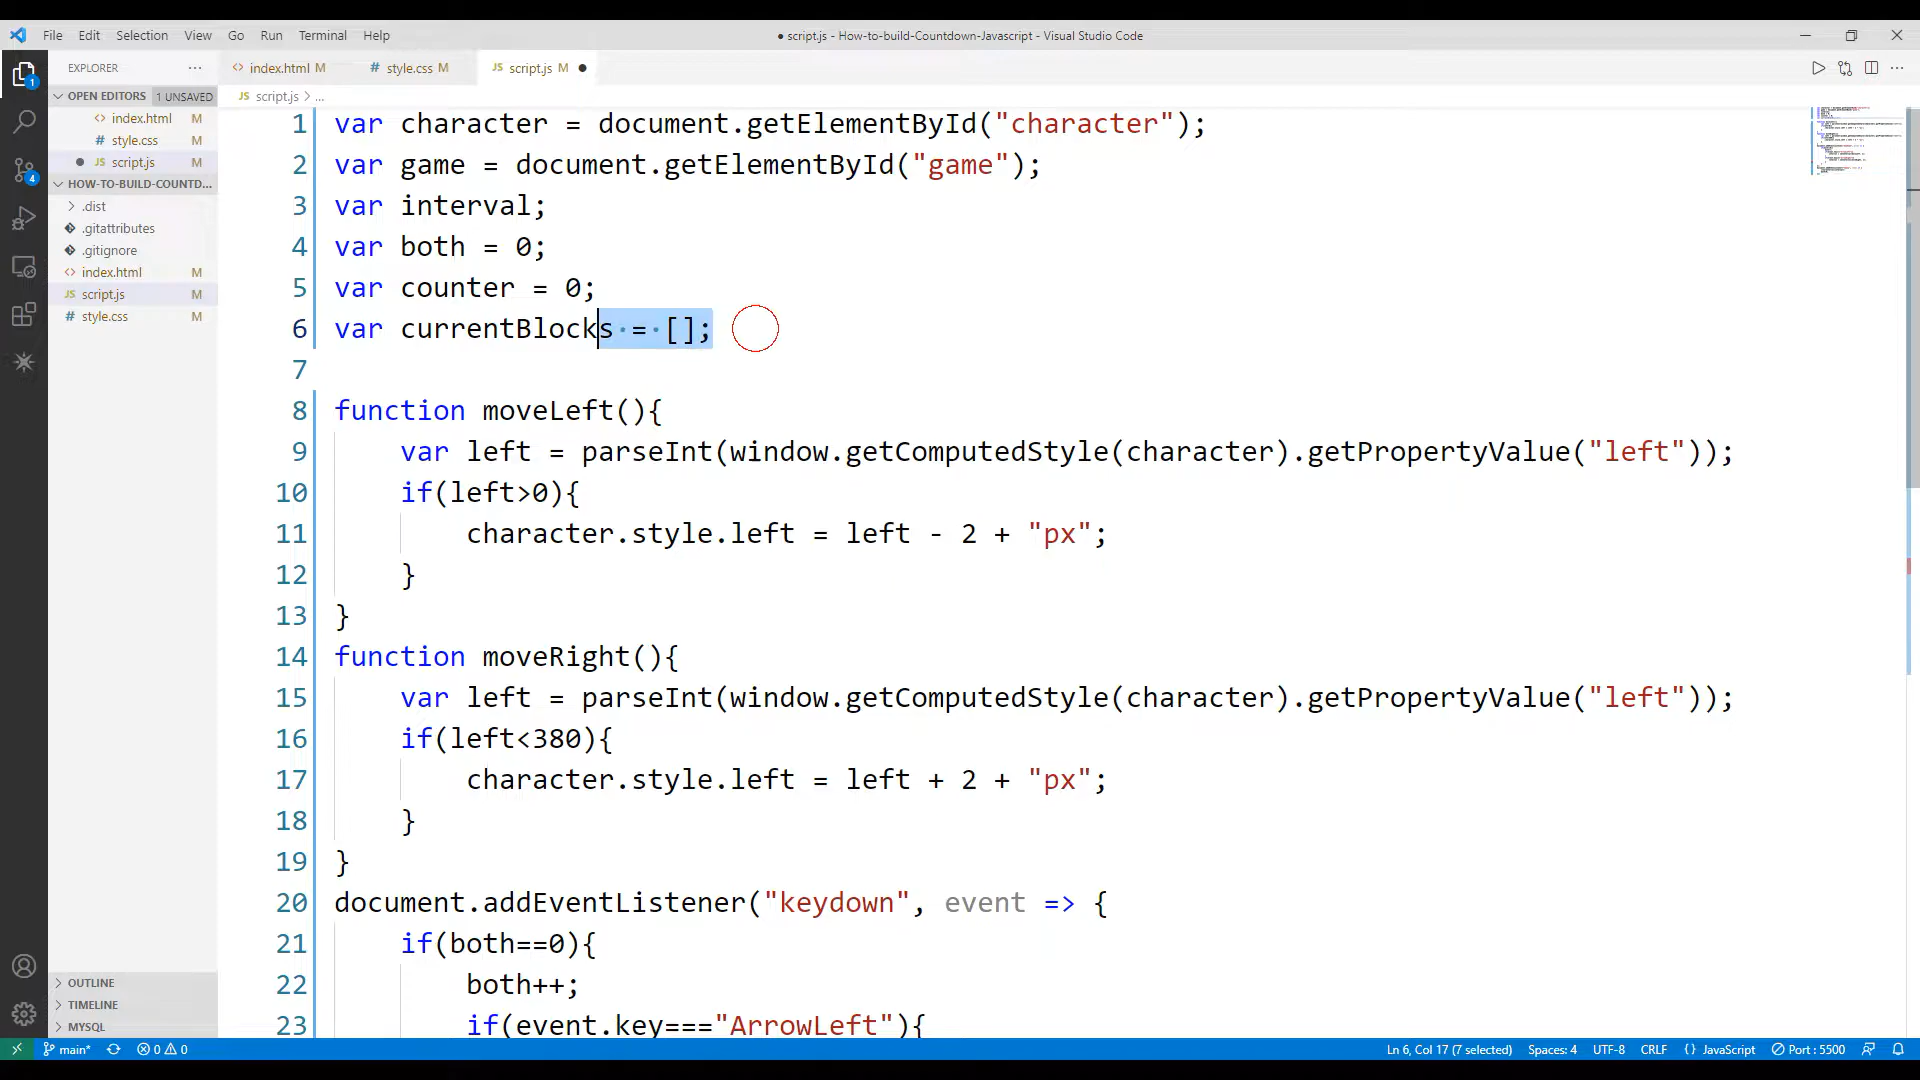 File Edit Selection View Go Run Terminal Help
● script.js - How-to-build-Countdown-Javascript - Visual Studio Code
EXPLORER
index.html M
style.css M
script.js M
OPEN EDITORS 1 UNSAVED
script.js > ...
index.html M
style.css M
script.js M
HOW-TO-BUILD-COUNTD...
.dist
.gitattributes
.gitignore
index.html M
script.js M
style.css M
OUTLINE
TIMELINE
MYSQL
1
4
1 var character = document.getElementById("character");
2 var game = document.getElementById("game");
3 var interval;
4 var both = 0;
5 var counter = 0;
6 var currentBlocks = [];
7
8 function moveLeft(){
9 var left = parseInt(window.getComputedStyle(character).getPropertyValue("left"));
10 if(left>0){
11 character.style.left = left - 2 + "px";
12 }
13 }
14 function moveRight(){
15 var left = parseInt(window.getComputedStyle(character).getPropertyValue("left"));
16 if(left<380){
17 character.style.left = left + 2 + "px";
18 }
19 }
20 document.addEventListener("keydown", event => {
21 if(both==0){
22 both++;
23 if(event.key==="ArrowLeft"){
main* 0 0
Ln 6, Col 17 (7 selected) Spaces: 4 UTF-8 CRLF {} JavaScript Port : 5500